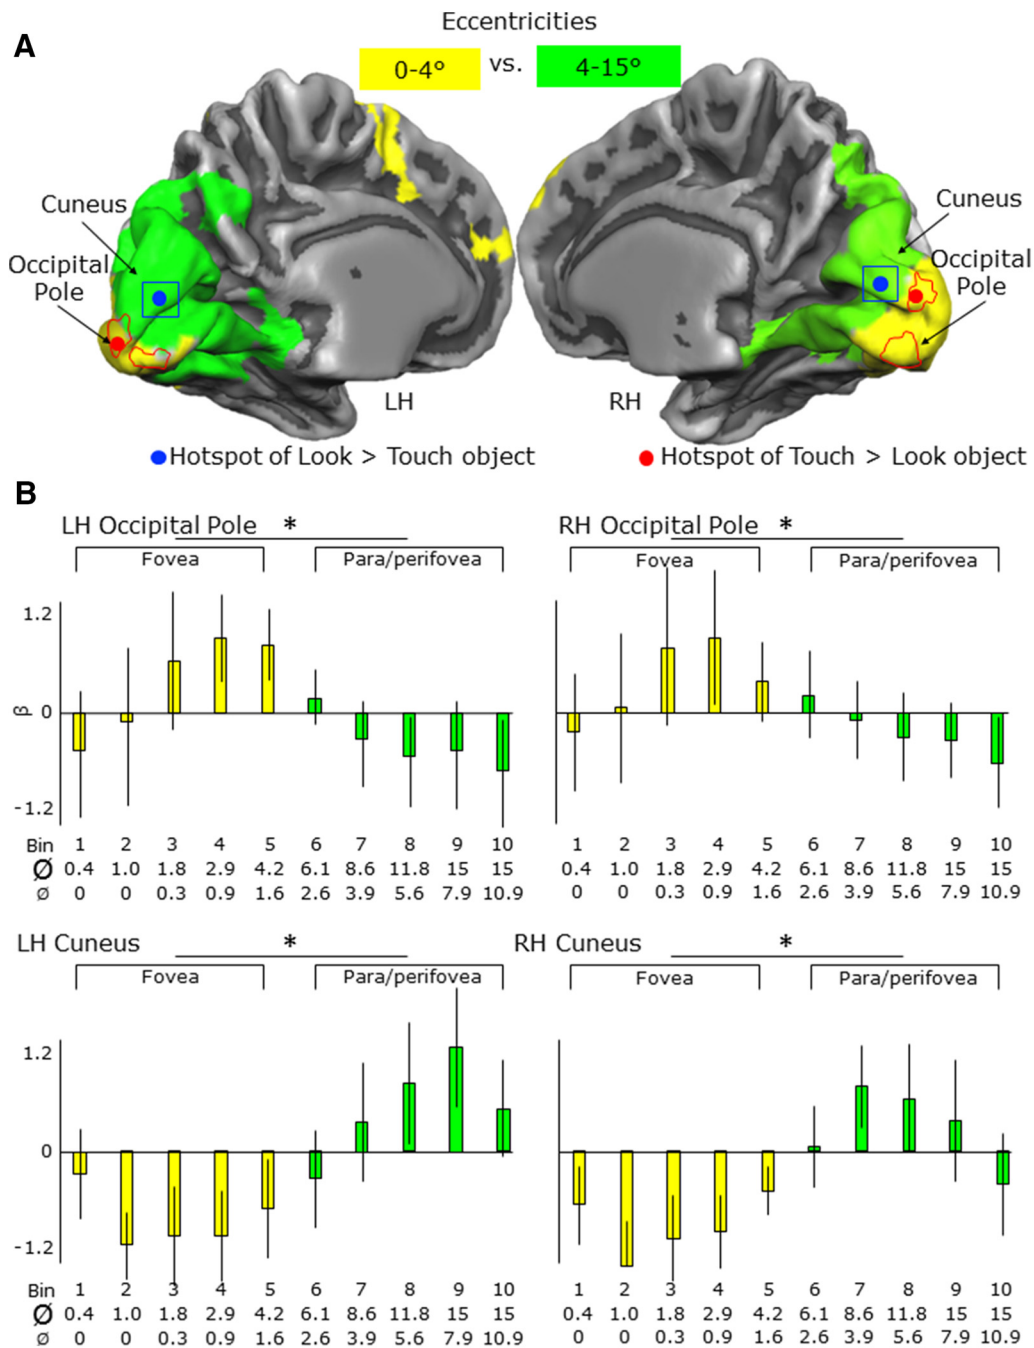 Eccentricities
A
0-4° vs. 4-15°
Cuneus
Cuneus
Occipital
Pole
Occipital
Pole
LH
RH
Hotspot of Look > Touch object
Hotspot of Touch > Look object
B
LH Occipital Pole *
RH Occipital Pole *
Fovea
Para/perifovea
Fovea
Para/perifovea
1.2
β 0
-1.2
Bin 1 2 3 4 5 6 7 8 9 10
Ø 0.4 1.0 1.8 2.9 4.2 6.1 8.6 11.8 15 15
ø 0 0 0.3 0.9 1.6 2.6 3.9 5.6 7.9 10.9
1 2 3 4 5 6 7 8 9 10
0.4 1.0 1.8 2.9 4.2 6.1 8.6 11.8 15 15
0 0 0.3 0.9 1.6 2.6 3.9 5.6 7.9 10.9
LH Cuneus *
RH Cuneus *
Fovea
Para/perifovea
Fovea
Para/perifovea
1.2
0
-1.2
Bin 1 2 3 4 5 6 7 8 9 10
Ø 0.4 1.0 1.8 2.9 4.2 6.1 8.6 11.8 15 15
ø 0 0 0.3 0.9 1.6 2.6 3.9 5.6 7.9 10.9
1 2 3 4 5 6 7 8 9 10
0.4 1.0 1.8 2.9 4.2 6.1 8.6 11.8 15 15
0 0 0.3 0.9 1.6 2.6 3.9 5.6 7.9 10.9